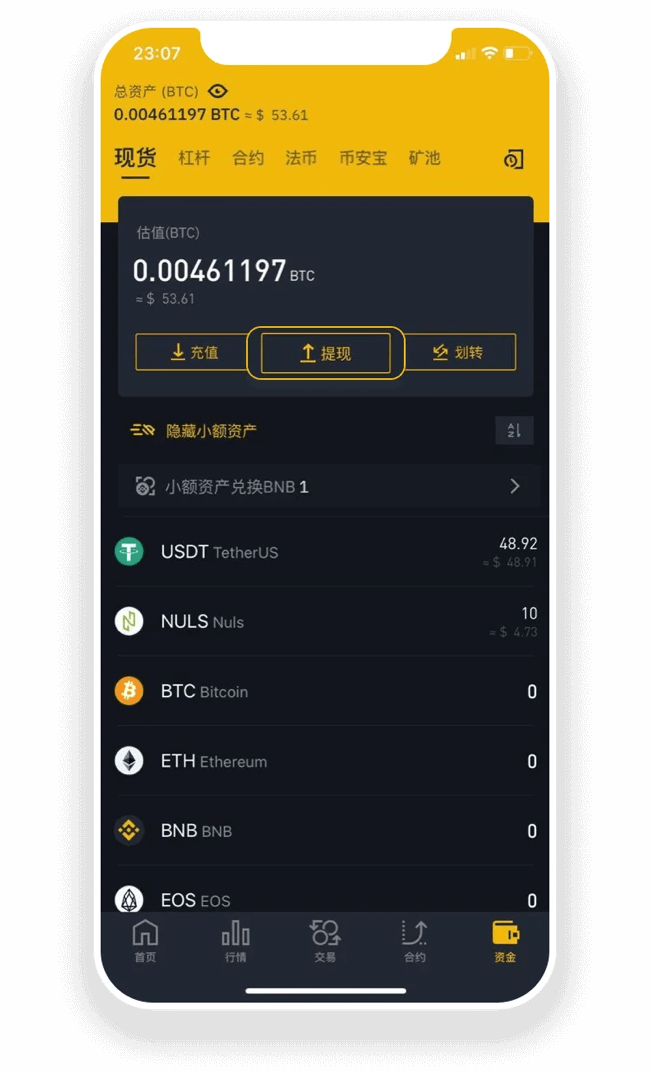 23:07
总资产 (BTC)
0.00461197 BTC ≈ $ 53.61
现货 杠杆 合约 法币 币安宝 矿池
估值(BTC)
0.00461197 BTC
≈ $ 53.61
充值 提现 划转
隐藏小额资产
A
Z
小额资产兑换BNB 1
USDT TetherUS 48.92
≈ $ 48.91
NULS Nuls 10
≈ $ 4.73
BTC Bitcoin 0
ETH Ethereum 0
BNB BNB 0
EOS EOS 0
首页 行情 交易 合约 资金